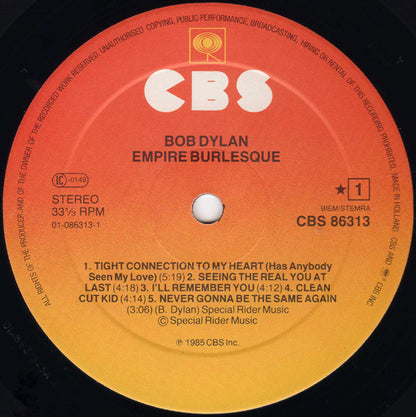 UNAUTHORISED COPYING, PUBLIC PERFORMANCE, BROADCASTING, HIRING OR RENTAL OF THIS RECORDING PROHIBITED
ALL RIGHTS OF THE PRODUCER AND OF THE OWNER OF THE RECORDED WORK RESERVED
CBS
BOB DYLAN
EMPIRE BURLESQUE
LC-0149
STEREO
33⅓ RPM
01-086313-1
★ 1
BIEM/STEMRA
CBS 86313
1. TIGHT CONNECTION TO MY HEART (Has Anybody
Seen My Love) (5:19) 2. SEEING THE REAL YOU AT
LAST (4:18) 3. I'LL REMEMBER YOU (4:12) 4. CLEAN
CUT KID (4:14) 5. NEVER GONNA BE THE SAME AGAIN
(3:06) (B. Dylan) Special Rider Music
© Special Rider Music
℗ 1985 CBS Inc.
MADE IN HOLLAND